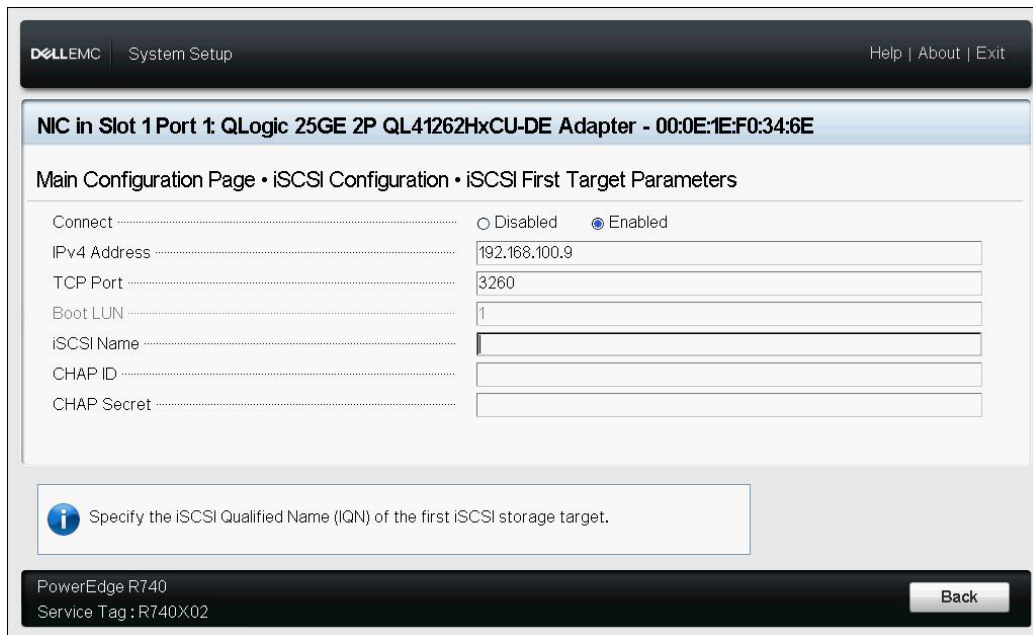 DELLEMC System Setup Help | About | Exit
NIC in Slot 1 Port 1: QLogic 25GE 2P QL41262HxCU-DE Adapter - 00:0E:1E:F0:34:6E
Main Configuration Page • iSCSI Configuration • iSCSI First Target Parameters
Connect Disabled Enabled
IPv4 Address 192.168.100.9
TCP Port 3260
Boot LUN 1
iSCSI Name
CHAP ID
CHAP Secret
Specify the iSCSI Qualified Name (IQN) of the first iSCSI storage target.
PowerEdge R740
Service Tag : R740X02
Back